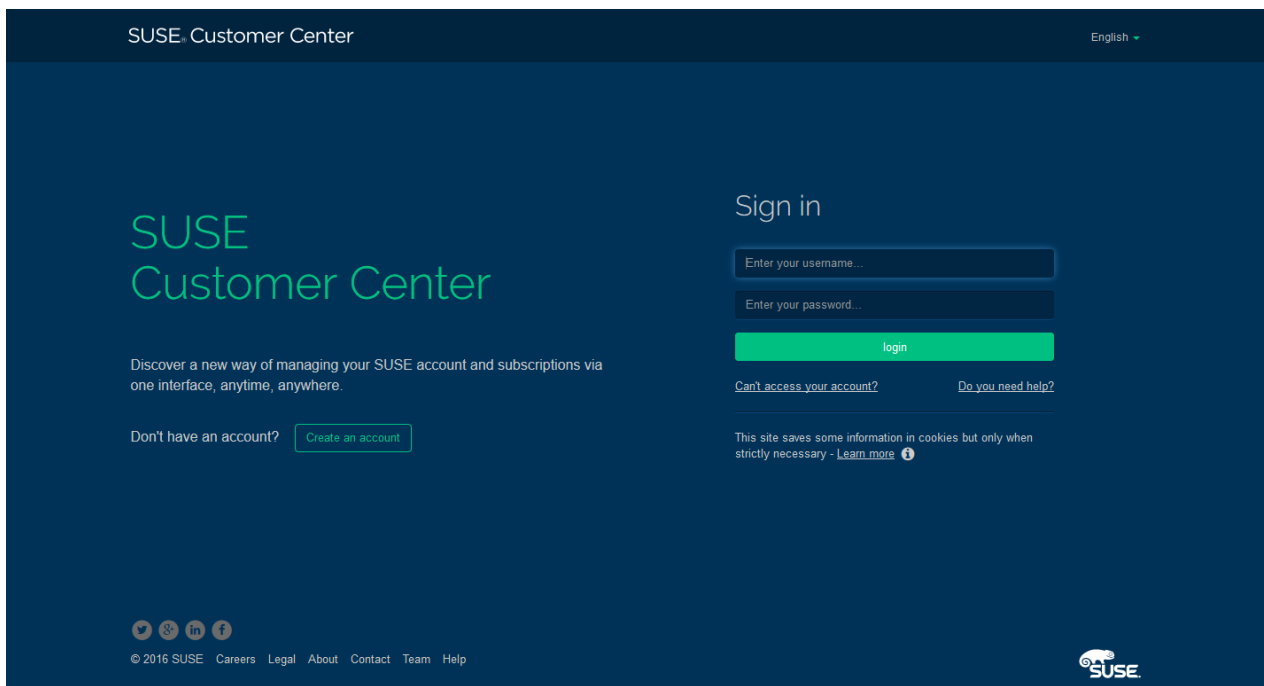 SUSE® Customer Center
English
SUSE
Customer Center
Discover a new way of managing your SUSE account and subscriptions via
one interface, anytime, anywhere.
Don't have an account?
Create an account
Sign in
Enter your username...
Enter your password...
login
Can't access your account?
Do you need help?
This site saves some information in cookies but only when
strictly necessary - Learn more
© 2016 SUSE Careers Legal About Contact Team Help
SUSE.